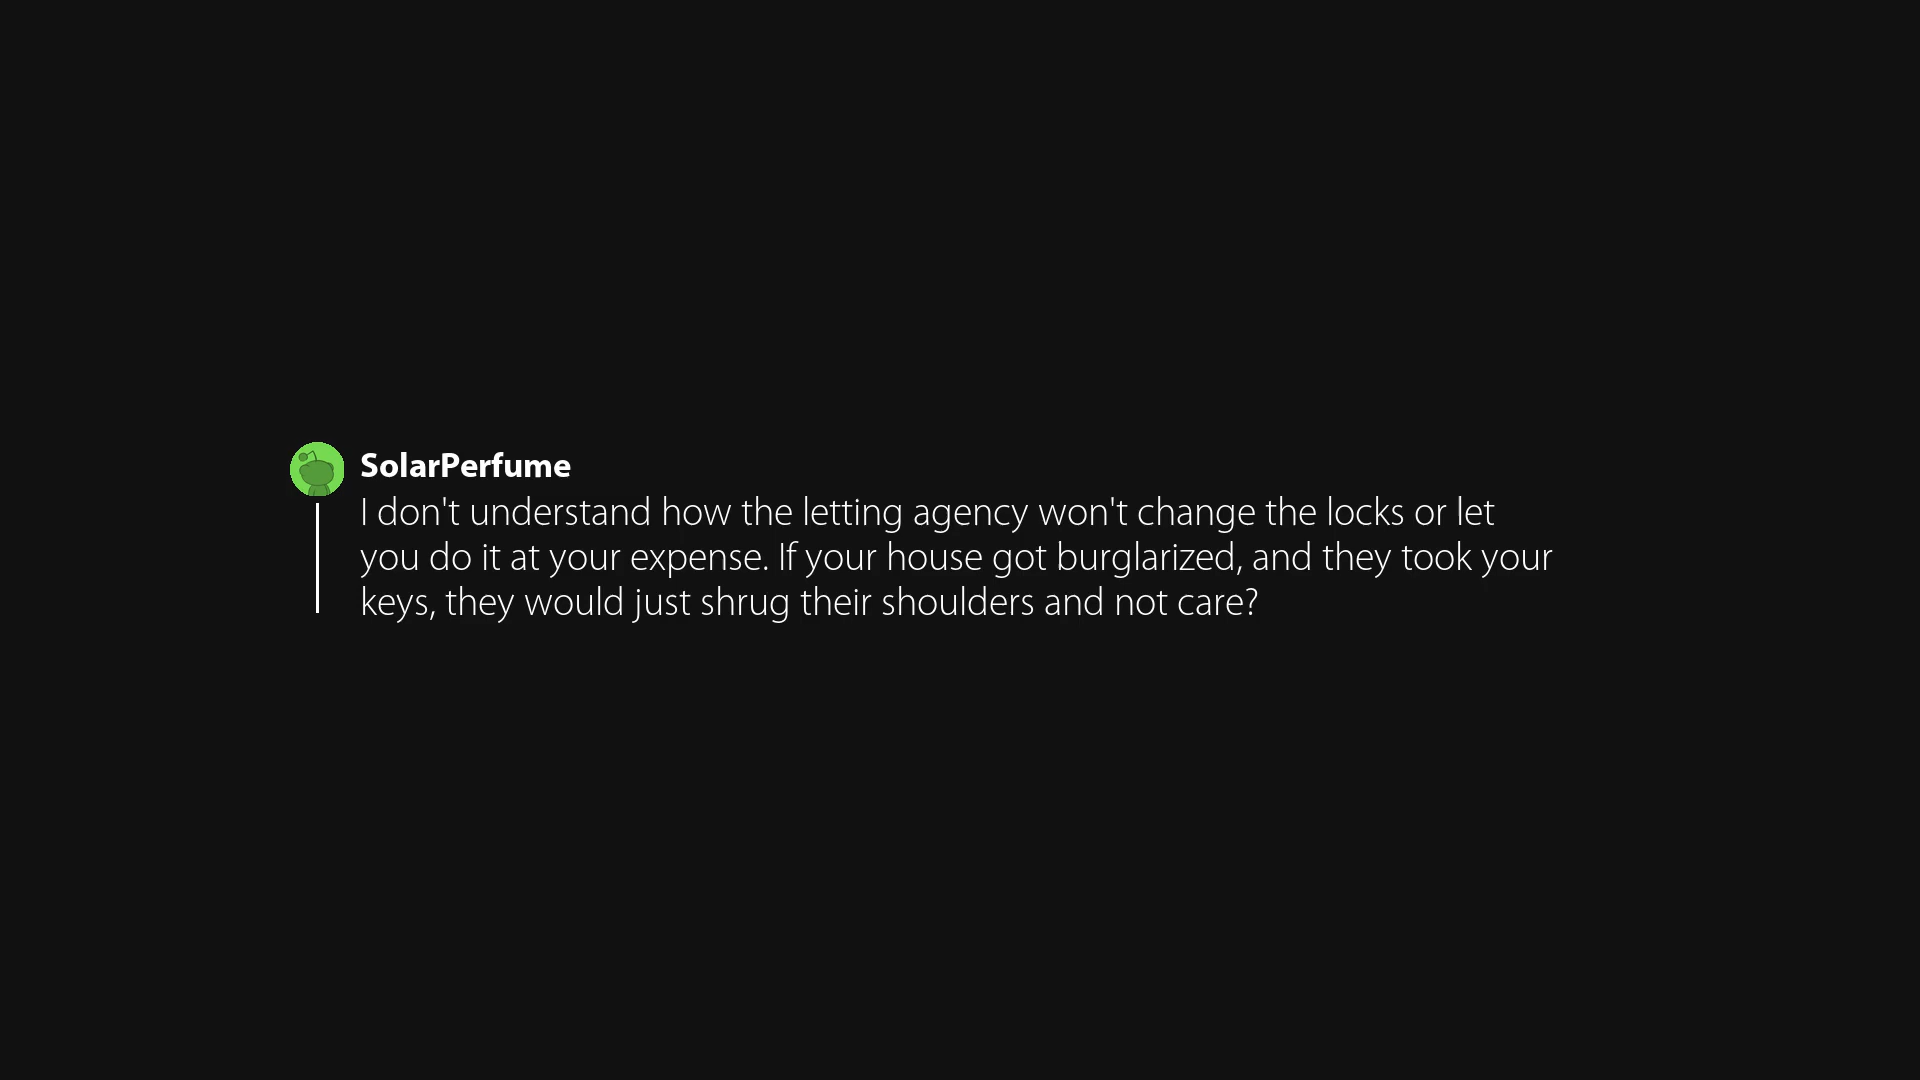 SolarPerfume
I don't understand how the letting agency won't change the locks or let
you do it at your expense. If your house got burglarized, and they took your
keys, they would just shrug their shoulders and not care?